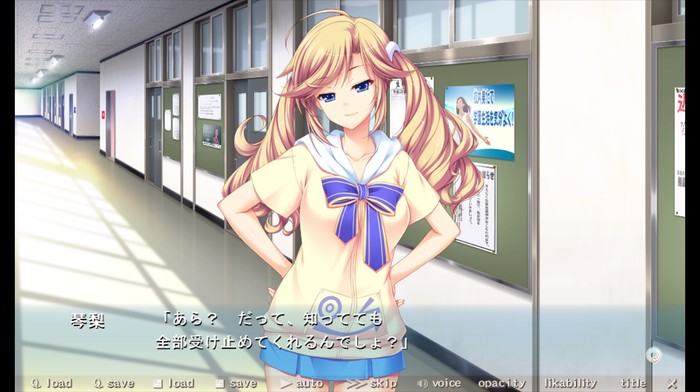 琴梨
「あら？　だって、知ってても
全部受け止めてくれるんでしょ？」
Q.load Q.save load save auto skip voice opacity likability title